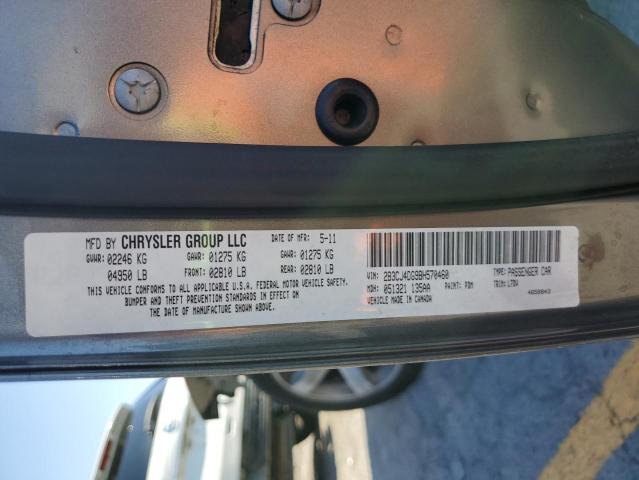 MFD BY CHRYSLER GROUP LLC DATE OF MFR: 5-11
GVWR: 02246 KG GAWR: 01275 KG GAWR: 01275 KG
04950 LB FRONT: 02810 LB REAR: 02810 LB
THIS VEHICLE CONFORMS TO ALL APPLICABLE U.S.A. FEDERAL MOTOR VEHICLE SAFETY,
BUMPER AND THEFT PREVENTION STANDARDS IN EFFECT ON
THE DATE OF MANUFACTURE SHOWN ABOVE.
VIN: 2B3CJ4DG9BH570460 TYPE: PASSENGER CAR
MDH: 051321 135AA PAINT: PDM TRIM: L7DV
MADE IN CANADA 4658843